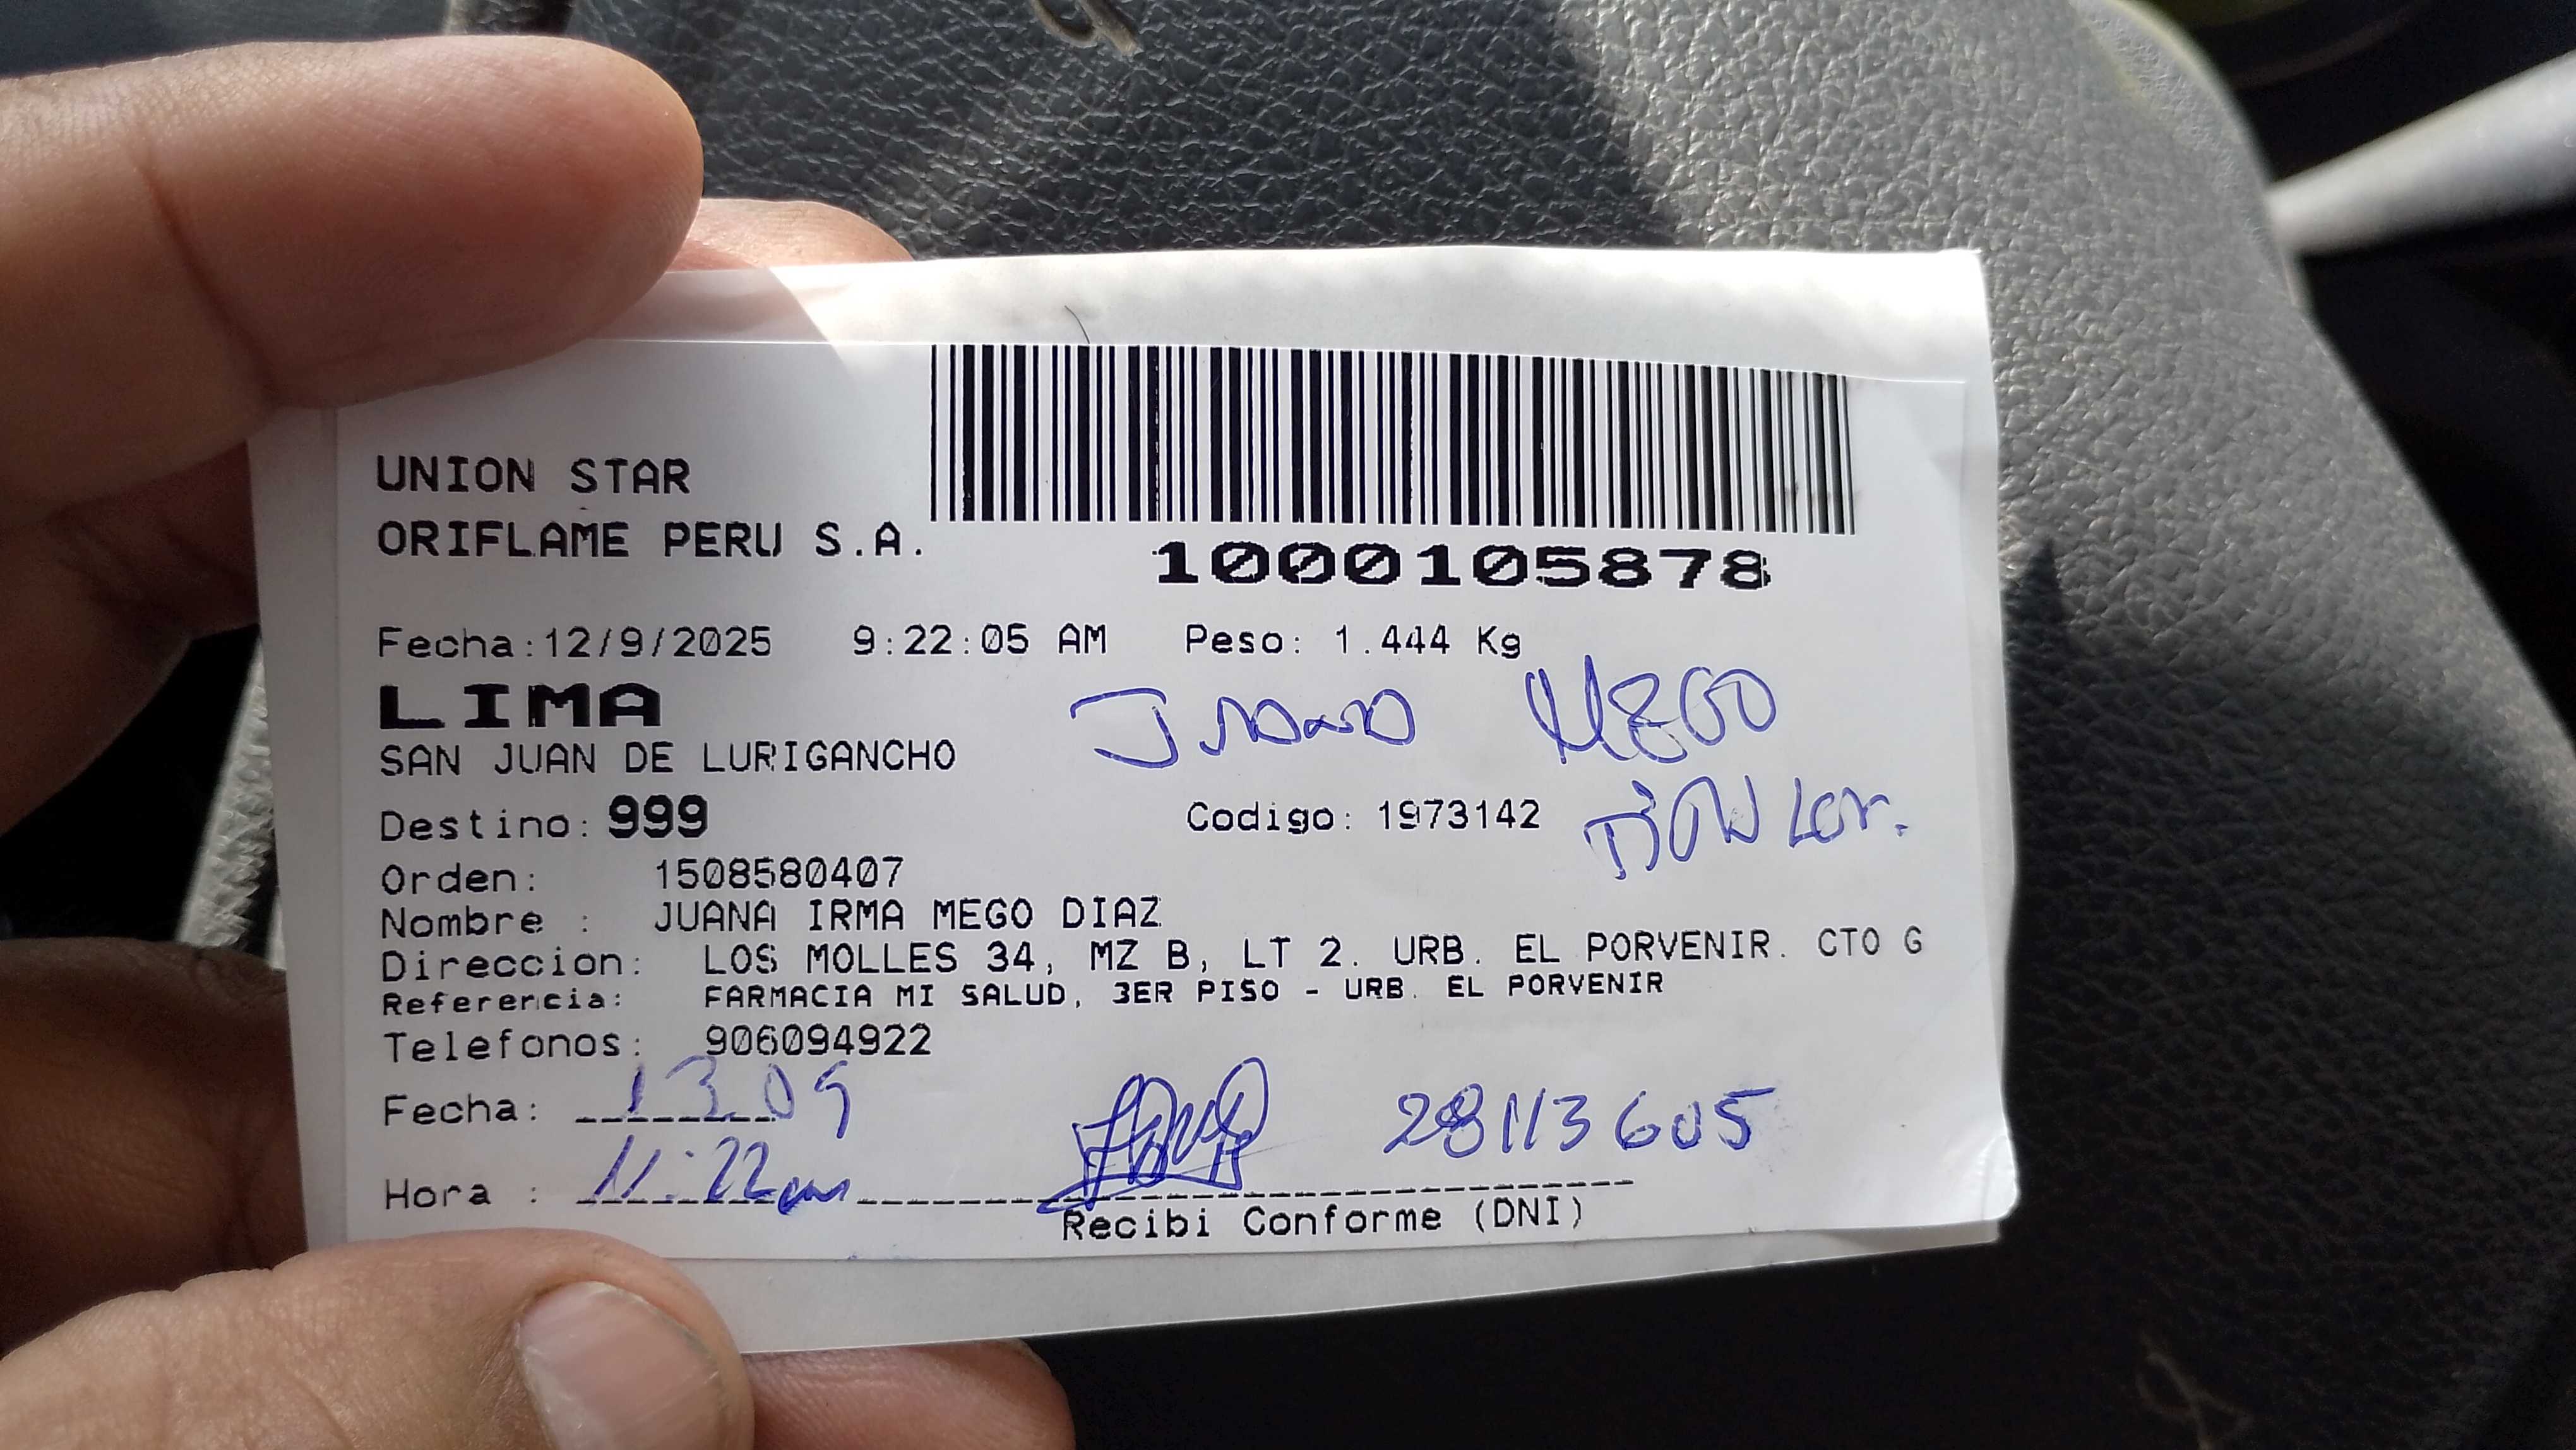 UNION STAR
ORIFLAME PERU S.A.
1000105878
Fecha:12/9/2025 9:22:05 AM Peso: 1.444 Kg
LIMA
MEGO
SAN JUAN DE LURIGANCHO
Destino: 999 Codigo: 1973142
Orden: 1508580407
Nombre : JUANA IRMA MEGO DIAZ
Direccion: LOS MOLLES 34, MZ B, LT 2. URB. EL PORVENIR. CTO G
Referencia: FARMACIA MI SALUD, 3ER PISO - URB. EL PORVENIR
Telefonos: 906094922
Fecha: 13.09 28113605
Hora : 11:22am
Recibi Conforme (DNI)